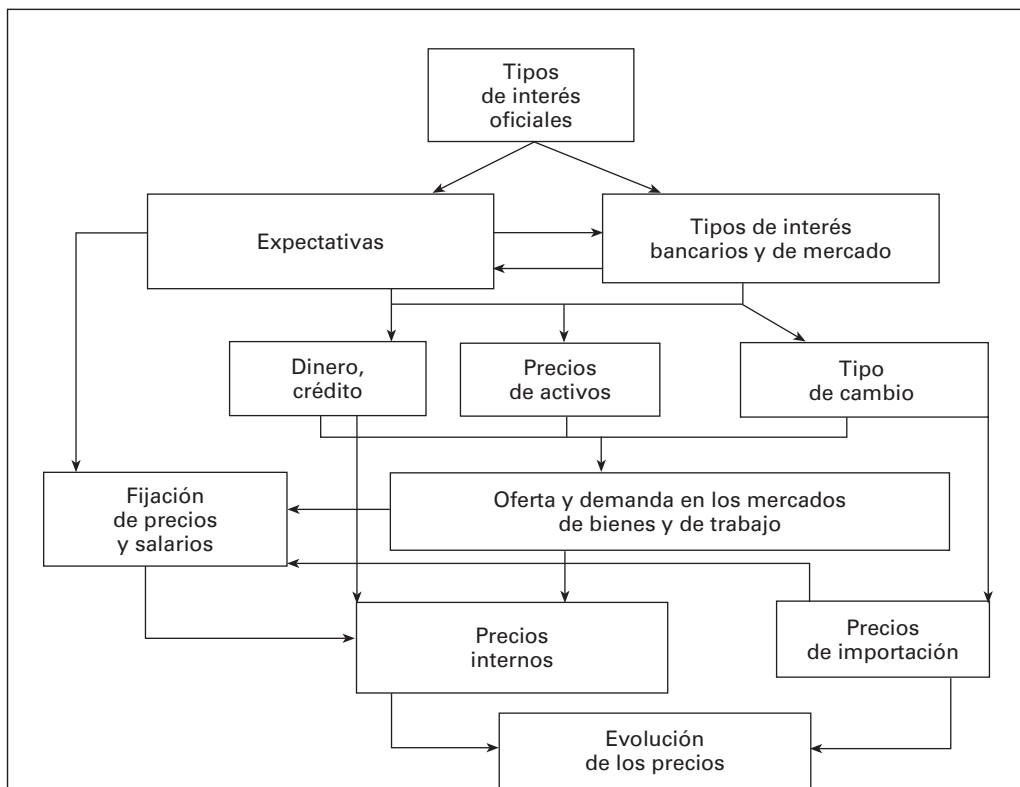 Tipos
de interés
oficiales
Expectativas
Tipos de interés
bancarios y de mercado
Dinero,
crédito
Precios
de activos
Tipo
de cambio
Fijación
de precios
y salarios
Oferta y demanda en los mercados
de bienes y de trabajo
Precios
internos
Precios
de importación
Evolución
de los precios